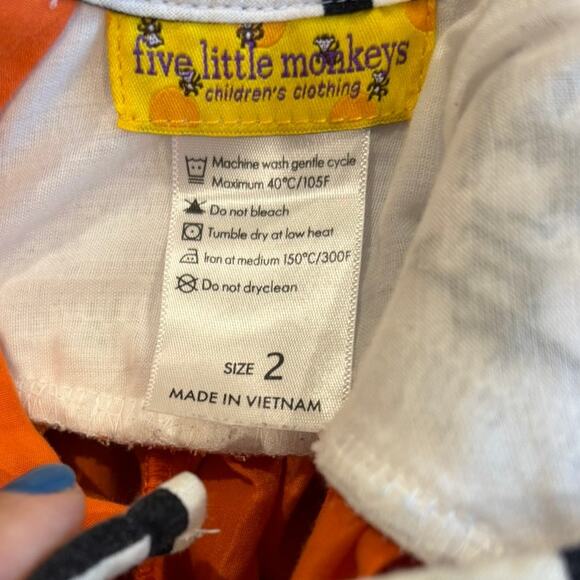 five little monkeys
children's clothing
Machine wash gentle cycle
Maximum 40°C/105F
Do not bleach
Tumble dry at low heat
Iron at medium 150°C/300F
Do not dryclean
SIZE 2
MADE IN VIETNAM